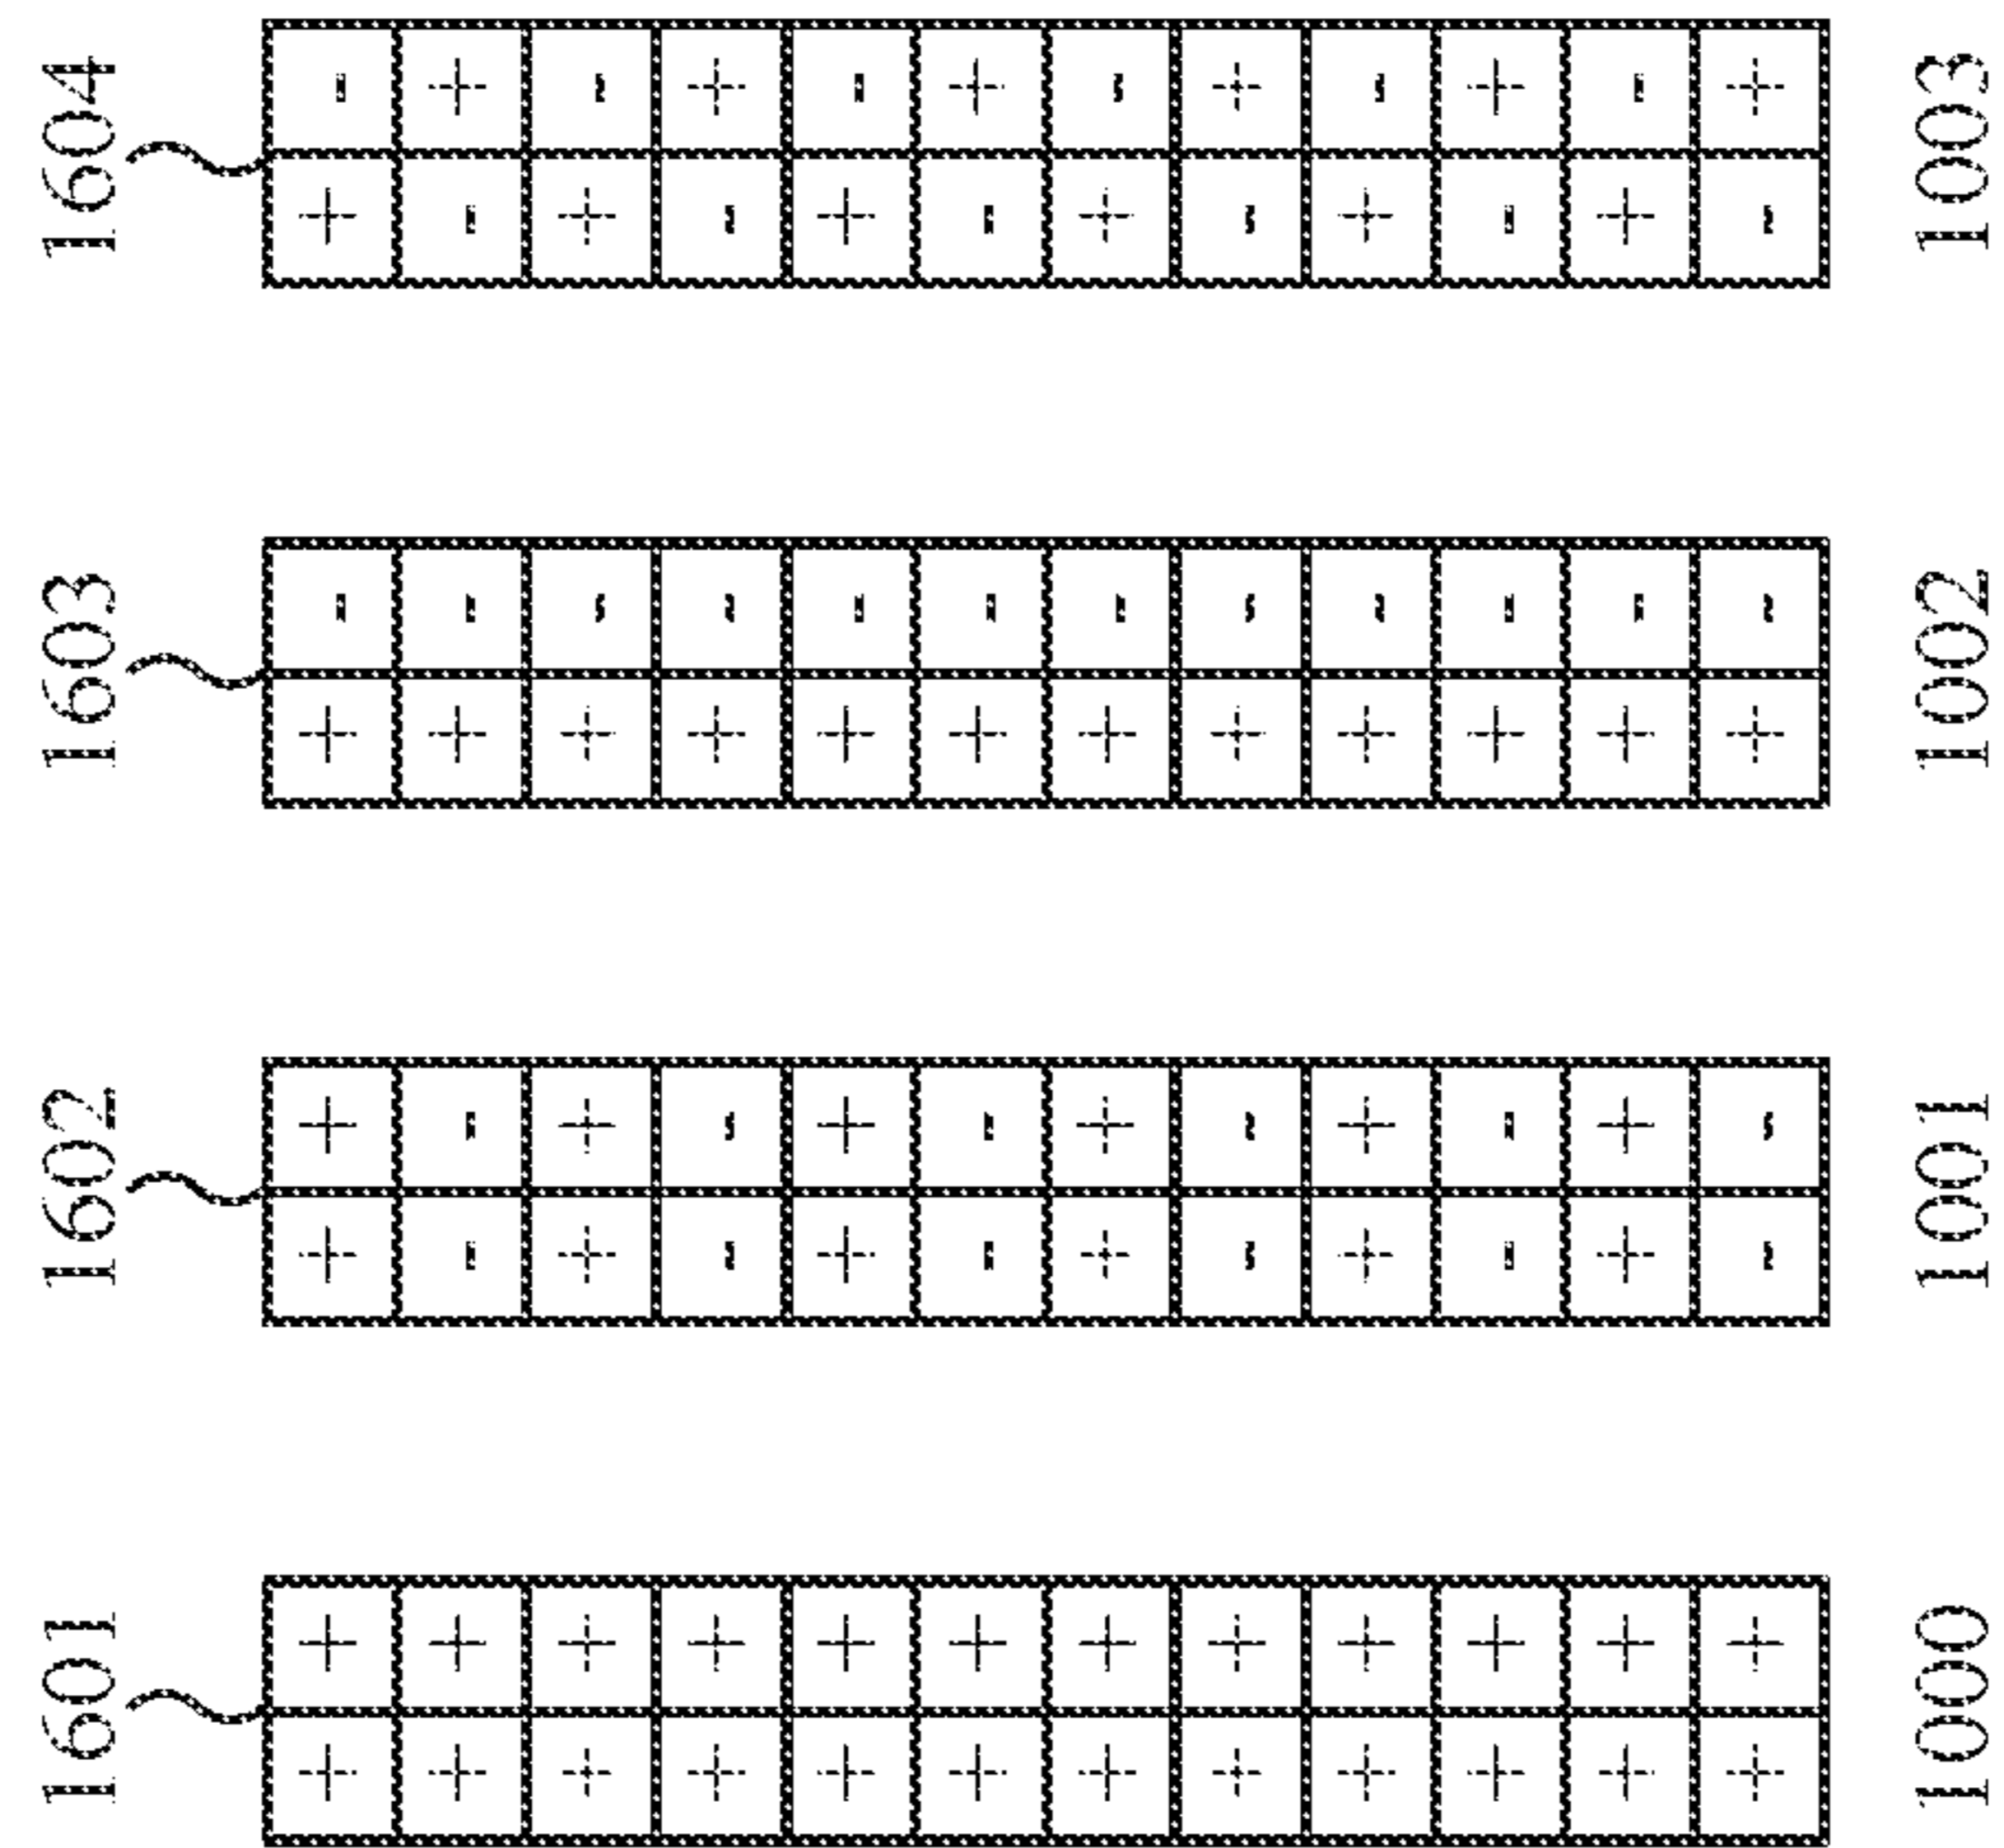 1601 1602 1603 1604
+ + + + + - + -
+ + - - + - - +
+ + + + + - + -
+ + - - + - - +
+ + + + + - + -
+ + - - + - - +
+ + + + + - + -
+ + - - + - - +
+ + + + + - + -
+ + - - + - - +
+ + + + + - + -
+ + - - + - - +
1000 1001 1002 1003